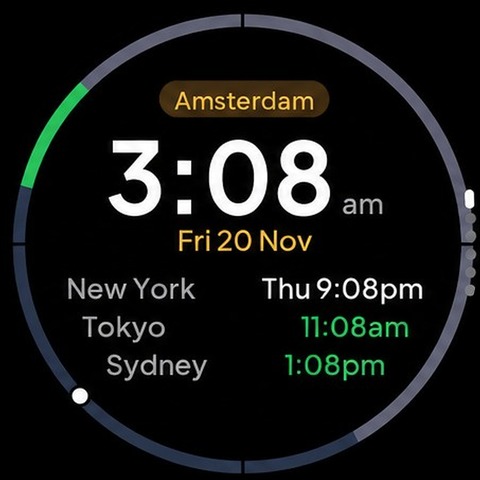 Amsterdam
3:08 am
Fri 20 Nov
New York Thu 9:08pm
Tokyo 11:08am
Sydney 1:08pm